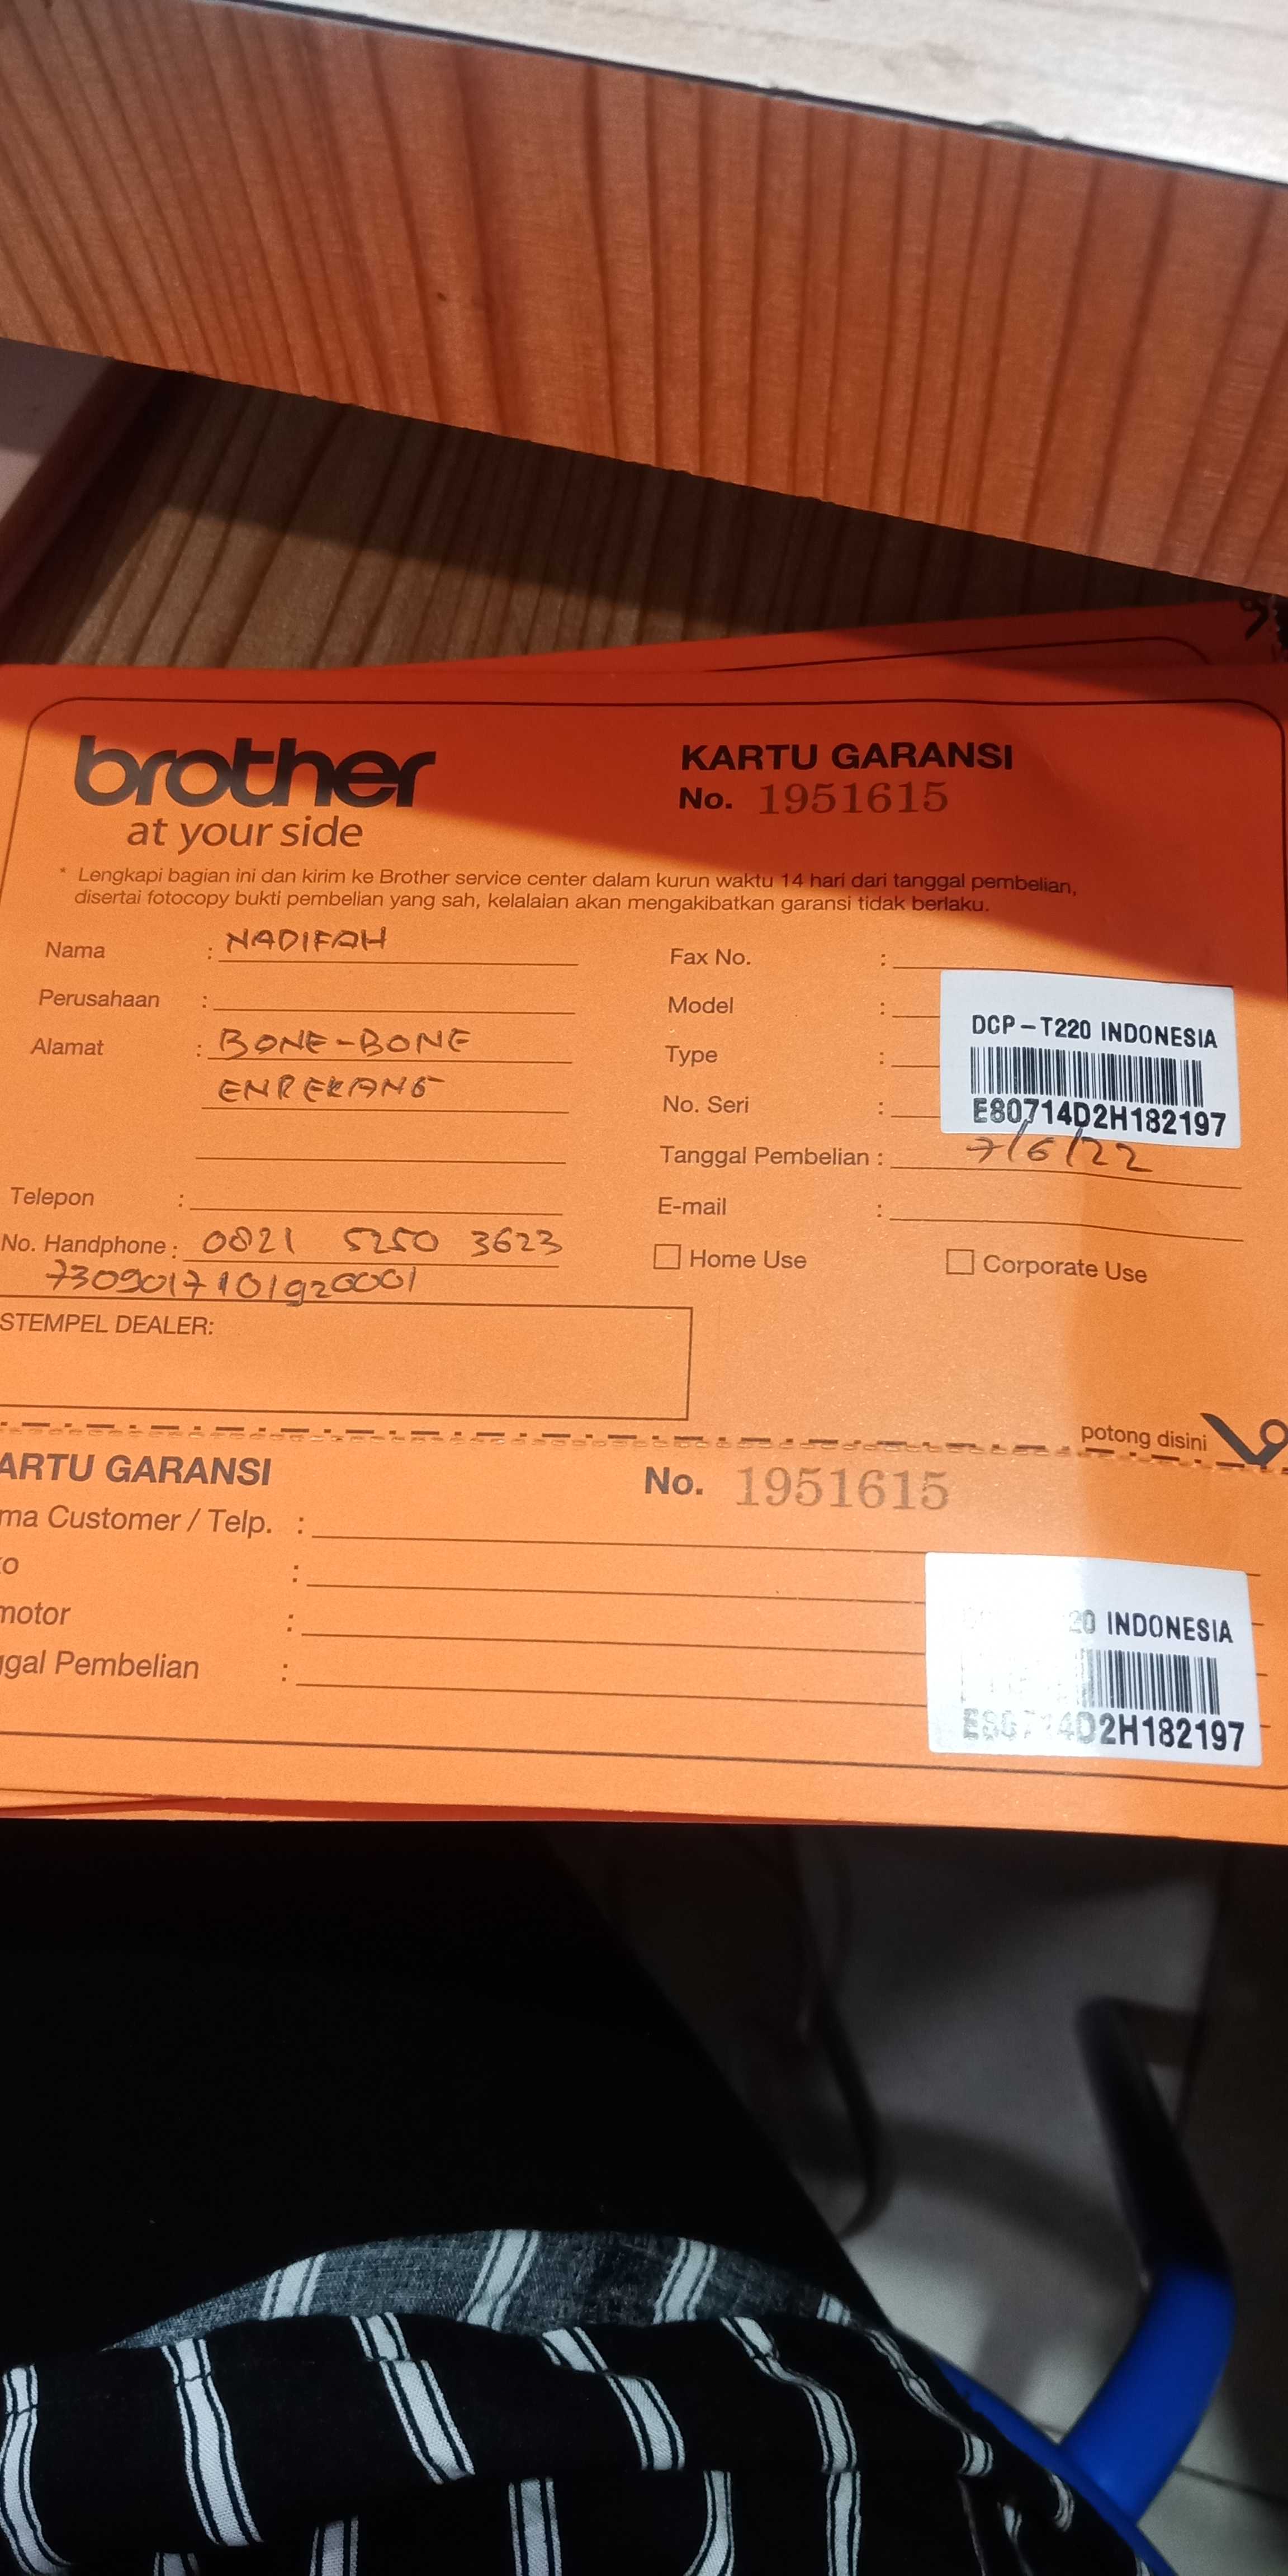 brother
at your side
KARTU GARANSI
No. 1951615
* Lengkapi bagian ini dan kirim ke Brother service center dalam kurun waktu 14 hari dari tanggal pembelian,
disertai fotocopy bukti pembelian yang sah, kelalaian akan mengakibatkan garansi tidak berlaku.
Nama : NADIFAH
Perusahaan :
Alamat : BONE-BONE
ENREKANG
Telepon :
No. Handphone : 0821 5250 3623
7309017101920001
STEMPEL DEALER:
Fax No. :
Model :
Type :
No. Seri :
DCP-T220 INDONESIA
E80714D2H182197
Tanggal Pembelian : 7/6/22
E-mail :
Home Use
Corporate Use
potong disini
ARTU GARANSI
No. 1951615
ma Customer / Telp. :
o :
motor :
gal Pembelian :
20 INDONESIA
E80714D2H182197